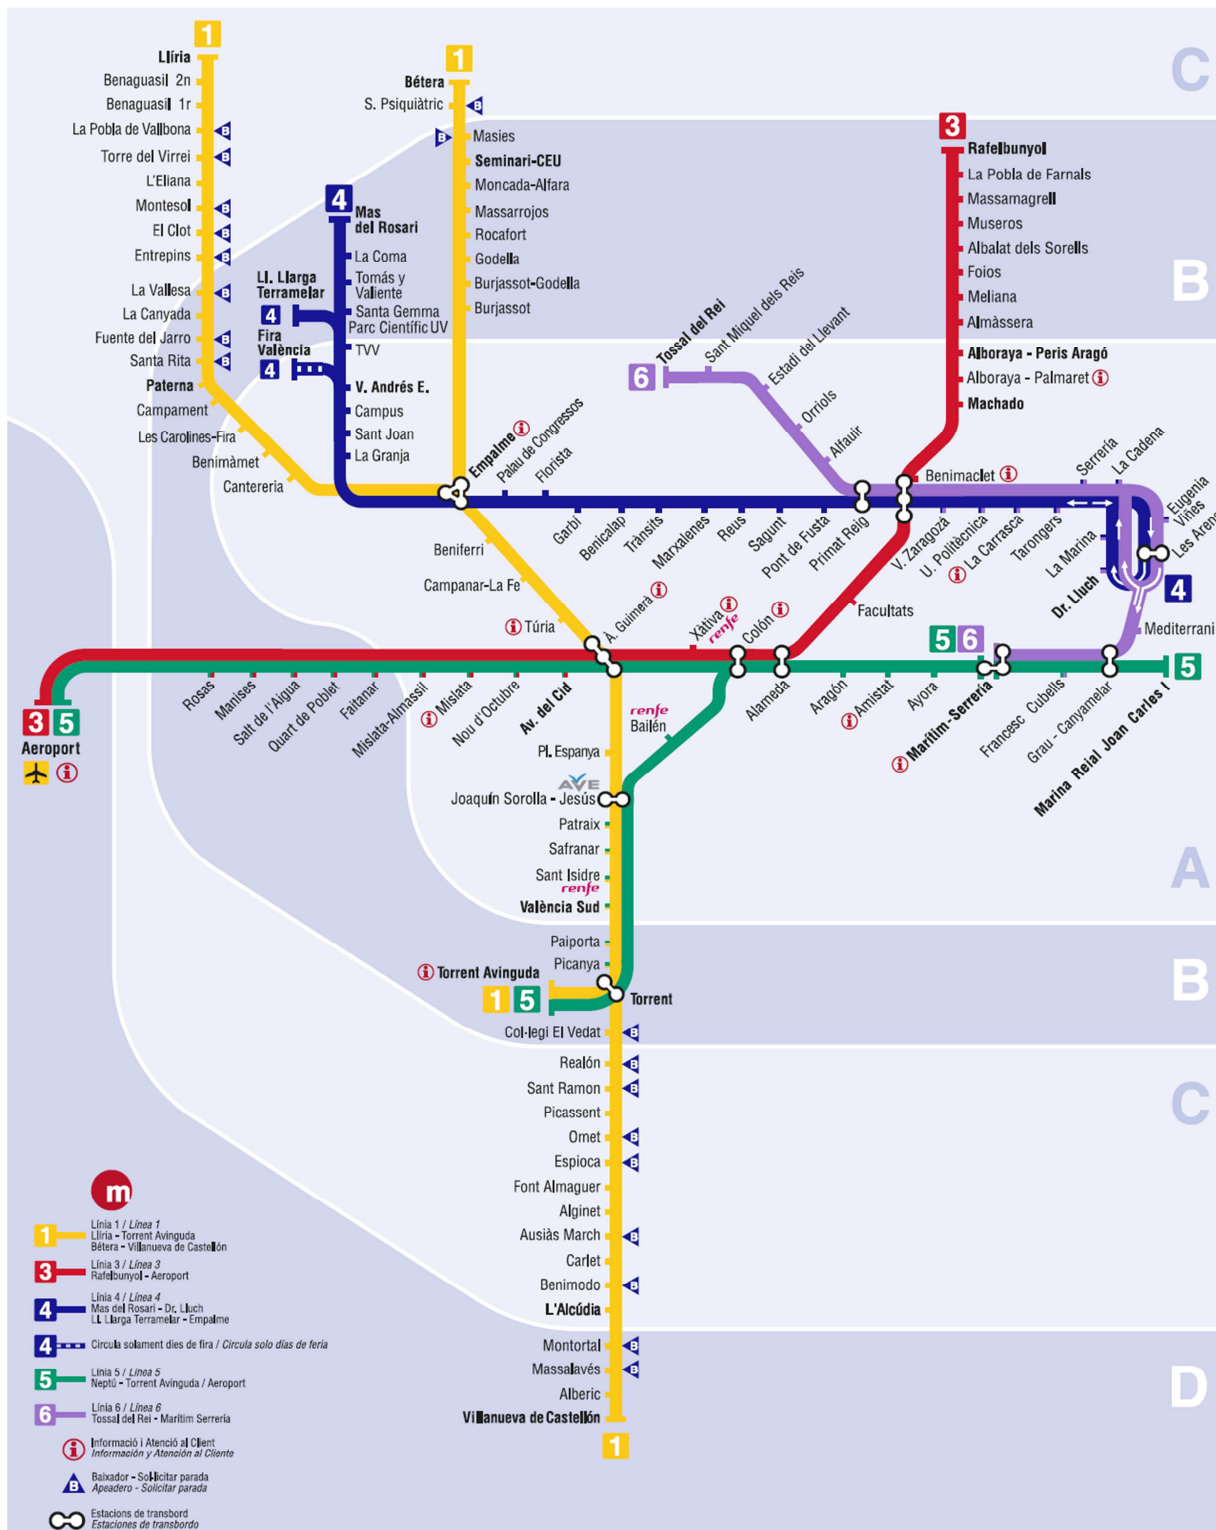 1
Llíria
Benaguasil 2n
Benaguasil 1r
La Pobla de Vallbona
B
Torre del Virrei
B
L'Eliana
Montesol
B
El Clot
B
Entrepins
B
La Vallesa
B
La Canyada
Fuente del Jarro
B
Santa Rita
B
Paterna
Campament
Les Carolines-Fira
Benimàmet
Cantereria
1
Bétera
S. Psiquiàtric
B
B
Masies
Seminari-CEU
Moncada-Alfara
Massarrojos
Rocafort
Godella
Burjassot-Godella
Burjassot
4
Mas
del Rosari
La Coma
Tomás y
Valiente
Santa Gemma
Parc Científic UV
TVV
V. Andrés E.
Campus
Sant Joan
La Granja
Ll. Llarga
Terramelar
4
Fira
València
4
Empalme
Palau de Congressos
Florista
Garbí
Benicalap
Trànsits
Marxalenes
Reus
Sagunt
Pont de Fusta
Primat Reig
V. Zaragoza
U. Politècnica
La Carrasca
Tarongers
Serrería
La Cadena
Eugenia
Viñes
Les Arenes
La Marina
Dr. Lluch
4
Mediterrani
6
Tossal del Rei
Sant Miquel dels Reis
Estadi del Llevant
Orriols
Alfauir
3
Rafelbunyol
La Pobla de Farnals
Massamagrell
Museros
Albalat dels Sorells
Foios
Meliana
Almàssera
Alboraya - Peris Aragó
Alboraya - Palmaret
Machado
Benimaclet
Facultats
Beniferri
Campanar-La Fe
Túria
À. Guimerà
Xàtiva
renfe
Colón
5
6
5
3
5
Aeroport
Rosas
Manises
Salt de l'Aigua
Quart de Poblet
Faitanar
Mislata-Almassil
Mislata
Nou d'Octubre
Av. del Cid
Alameda
Aragón
Amistat
Ayora
Marítim-Serrería
Francesc Cubells
Grau - Canyamelar
Marina Reial Joan Carles I
renfe
Bailén
Pl. Espanya
AVE
Joaquín Sorolla - Jesús
Patraix
Safranar
Sant Isidre
renfe
València Sud
Paiporta
Picanya
Torrent Avinguda
1
5
Torrent
Col·legi El Vedat
B
Realón
B
Sant Ramon
B
Picassent
Omet
B
Espioca
B
Font Almaguer
Alginet
Ausiàs March
B
Carlet
Benimodo
B
L'Alcúdia
Montortal
B
Massalavés
B
Alberic
Villanueva de Castellón
1
C
B
A
B
C
D
m
1
Línia 1 / Línea 1
Llíria - Torrent Avinguda
Bétera - Villanueva de Castellón
3
Línia 3 / Línea 3
Rafelbunyol - Aeroport
4
Línia 4 / Línea 4
Mas del Rosari - Dr. Lluch
Ll. Llarga Terramelar - Empalme
4
Circula solament dies de fira / Circula solo días de feria
5
Línia 5 / Línea 5
Neptú - Torrent Avinguda / Aeroport
6
Línia 6 / Línea 6
Tossal del Rei - Marítim Serrería
i
Informació i Atenció al Client
Información y Atención al Cliente
B
Baixador - Sol·licitar parada
Apeadero - Solicitar parada
Estacions de transbord
Estaciones de transbordo